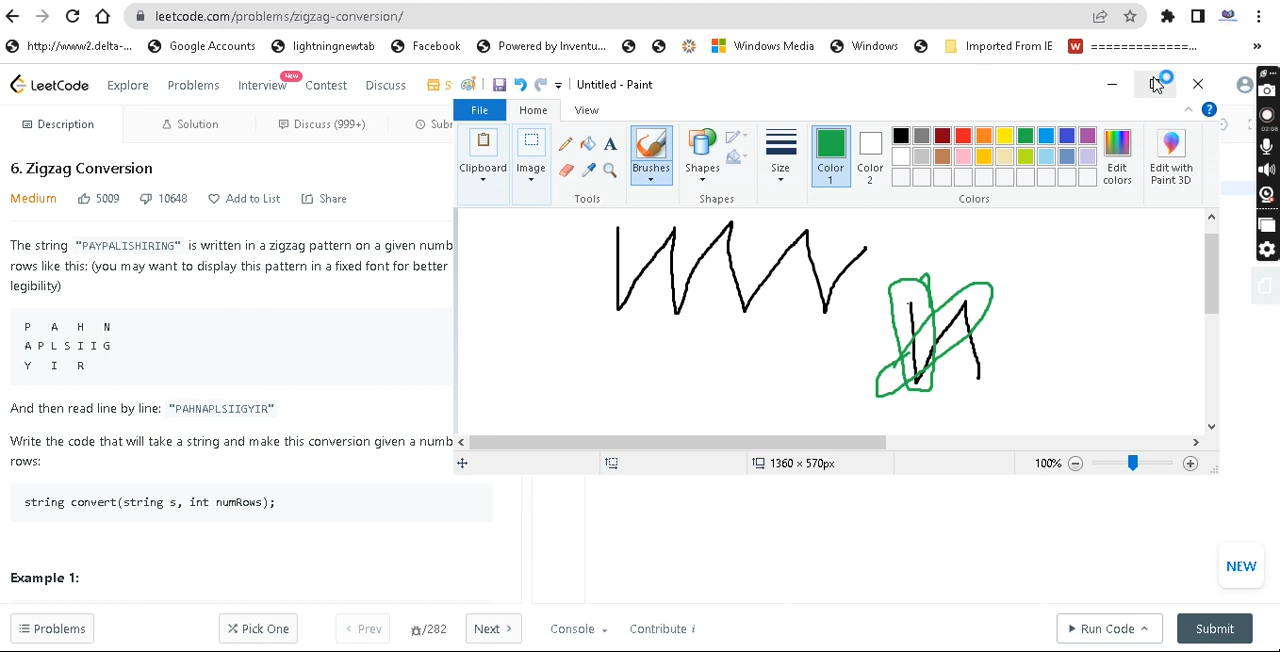 leetcode.com/problems/zigzag-conversion/
http://www2.delta-... Google Accounts lightningnewtab Facebook Powered by Inventu... Windows Media Windows Imported From IE W ============...
LeetCode Explore Problems Interview New Contest Discuss S
Untitled - Paint
File Home View
Description Solution Discuss (999+) Subr
Clipboard Image Tools Brushes Shapes Size Color 1 Color 2 Edit colors Edit with Paint 3D
Shapes Colors
02:08
6. Zigzag Conversion
Medium 5009 10648 Add to List Share
The string "PAYPALISHIRING" is written in a zigzag pattern on a given numb
rows like this: (you may want to display this pattern in a fixed font for better
legibility)
P A H N
A P L S I I G
Y I R
And then read line by line: "PAHNAPLSIIGYIR"
Write the code that will take a string and make this conversion given a numb
rows:
string convert(string s, int numRows);
1360 × 570px 100%
Example 1:
NEW
Problems Pick One Prev /282 Next Console Contribute i Run Code Submit